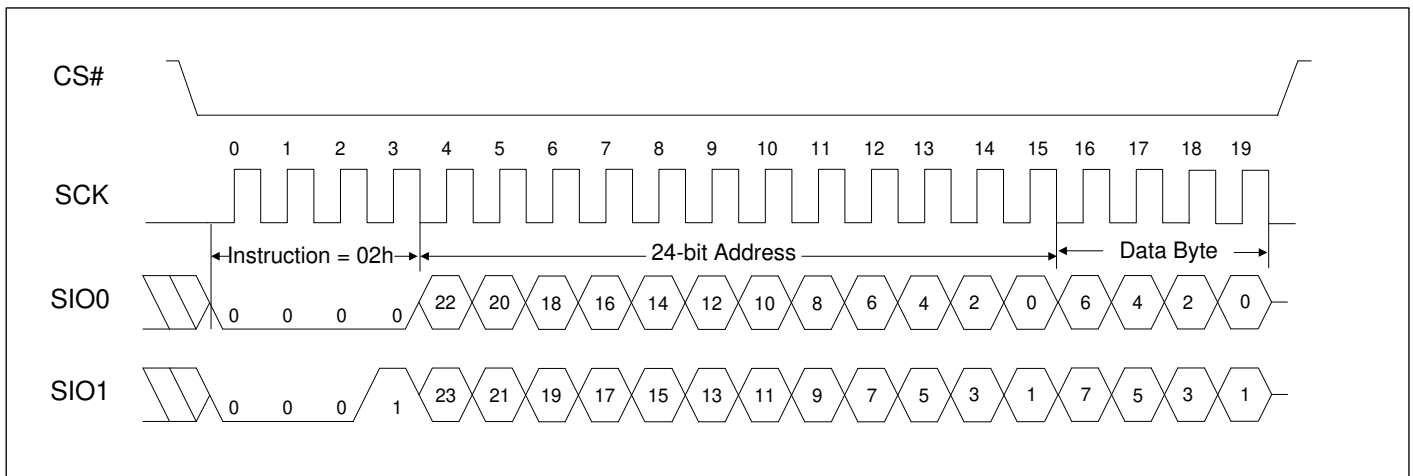 CS#
0 1 2 3 4 5 6 7 8 9 10 11 12 13 14 15 16 17 18 19
SCK
Instruction = 02h 24-bit Address Data Byte
SIO0 0 0 0 0 22 20 18 16 14 12 10 8 6 4 2 0 6 4 2 0
SIO1 0 0 0 1 23 21 19 17 15 13 11 9 7 5 3 1 7 5 3 1